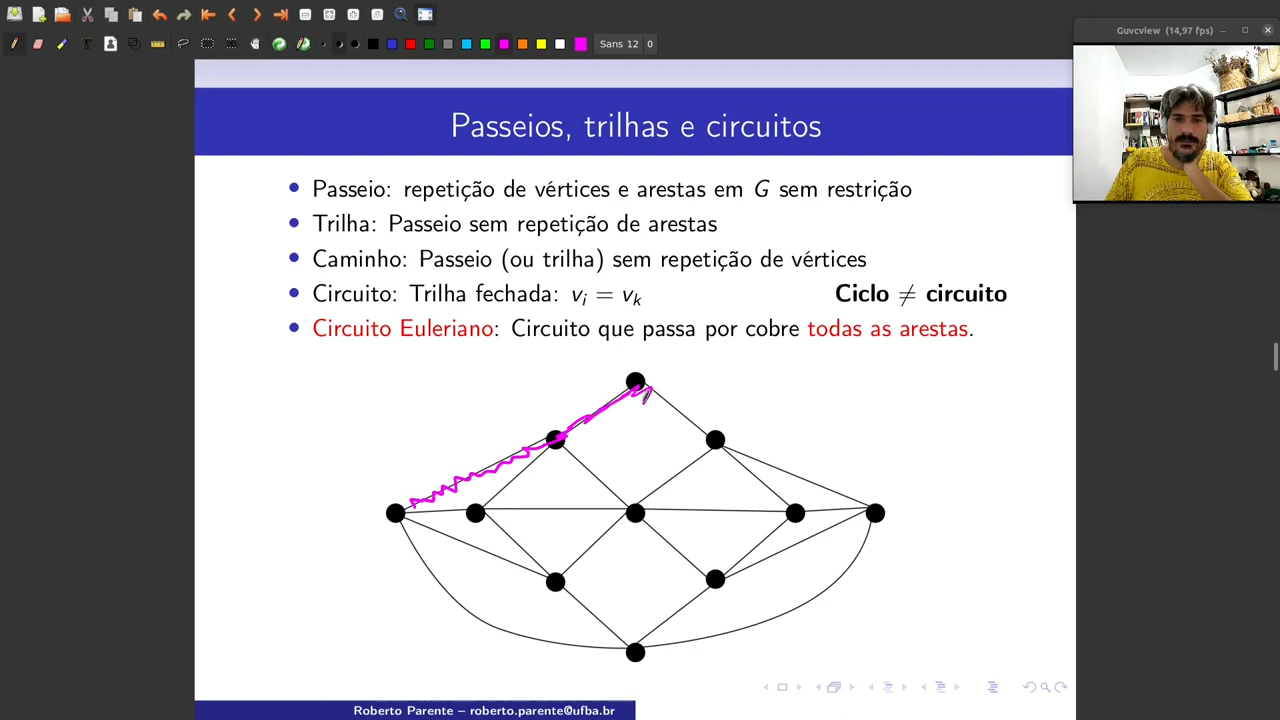 Guvcview (14,97 fps)
Sans 12 0
Passeios, trilhas e circuitos
Passeio: repetição de vértices e arestas em G sem restrição
Trilha: Passeio sem repetição de arestas
Caminho: Passeio (ou trilha) sem repetição de vértices
Circuito: Trilha fechada: vᵢ = vₖ Ciclo ≠ circuito
Circuito Euleriano: Circuito que passa por cobre todas as arestas.
Roberto Parente – roberto.parente@ufba.br